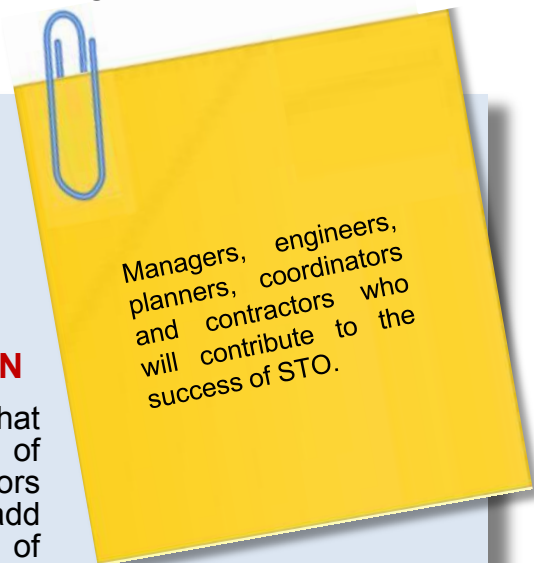 Managers, engineers,
planners, coordinators
and contractors who
will contribute to the
success of STO.
N
hat
of
ors
add
of